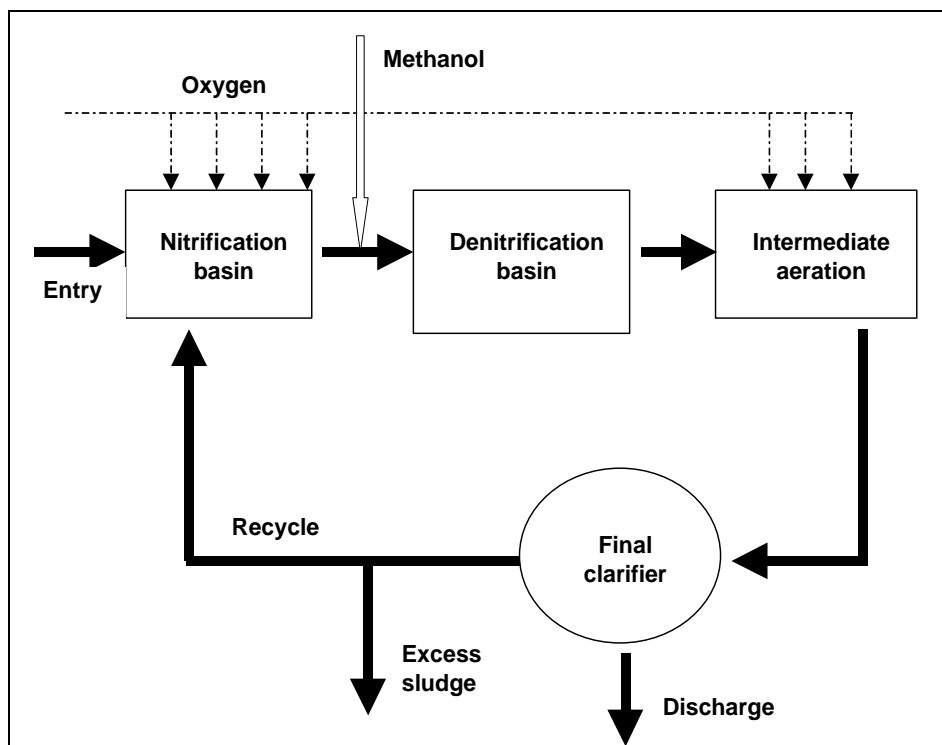 Methanol
Oxygen
Nitrification
basin
Denitrification
basin
Intermediate
aeration
Entry
Recycle
Final
clarifier
Excess
sludge
Discharge